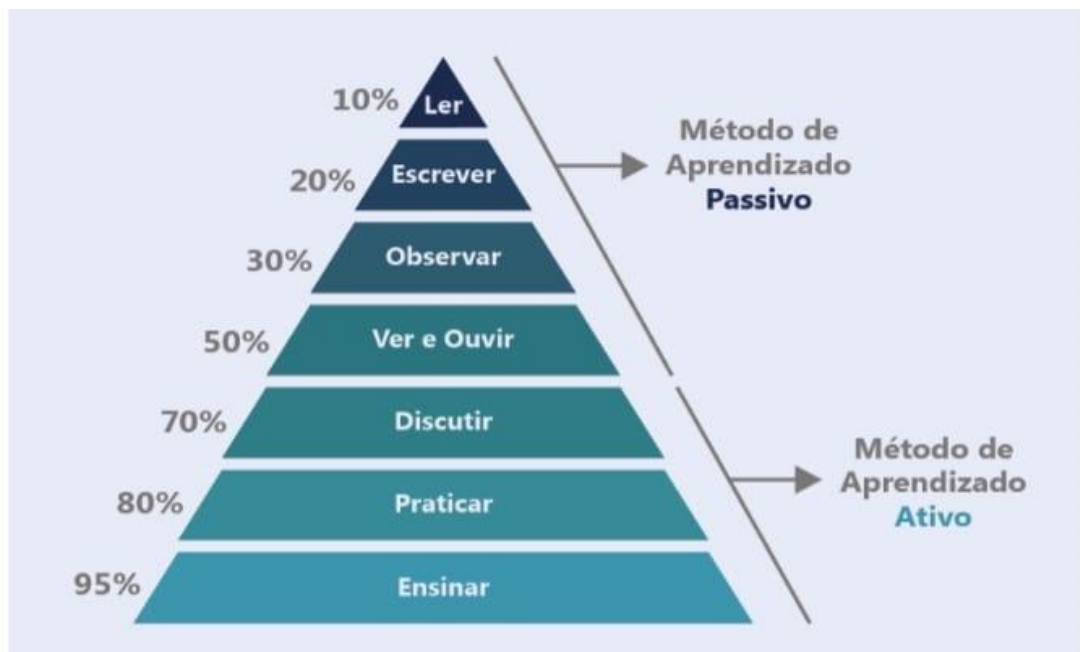 10%
Ler
20%
Escrever
30%
Observar
50%
Ver e Ouvir
70%
Discutir
80%
Praticar
95%
Ensinar
Método de
Aprendizado
Passivo
Método de
Aprendizado
Ativo